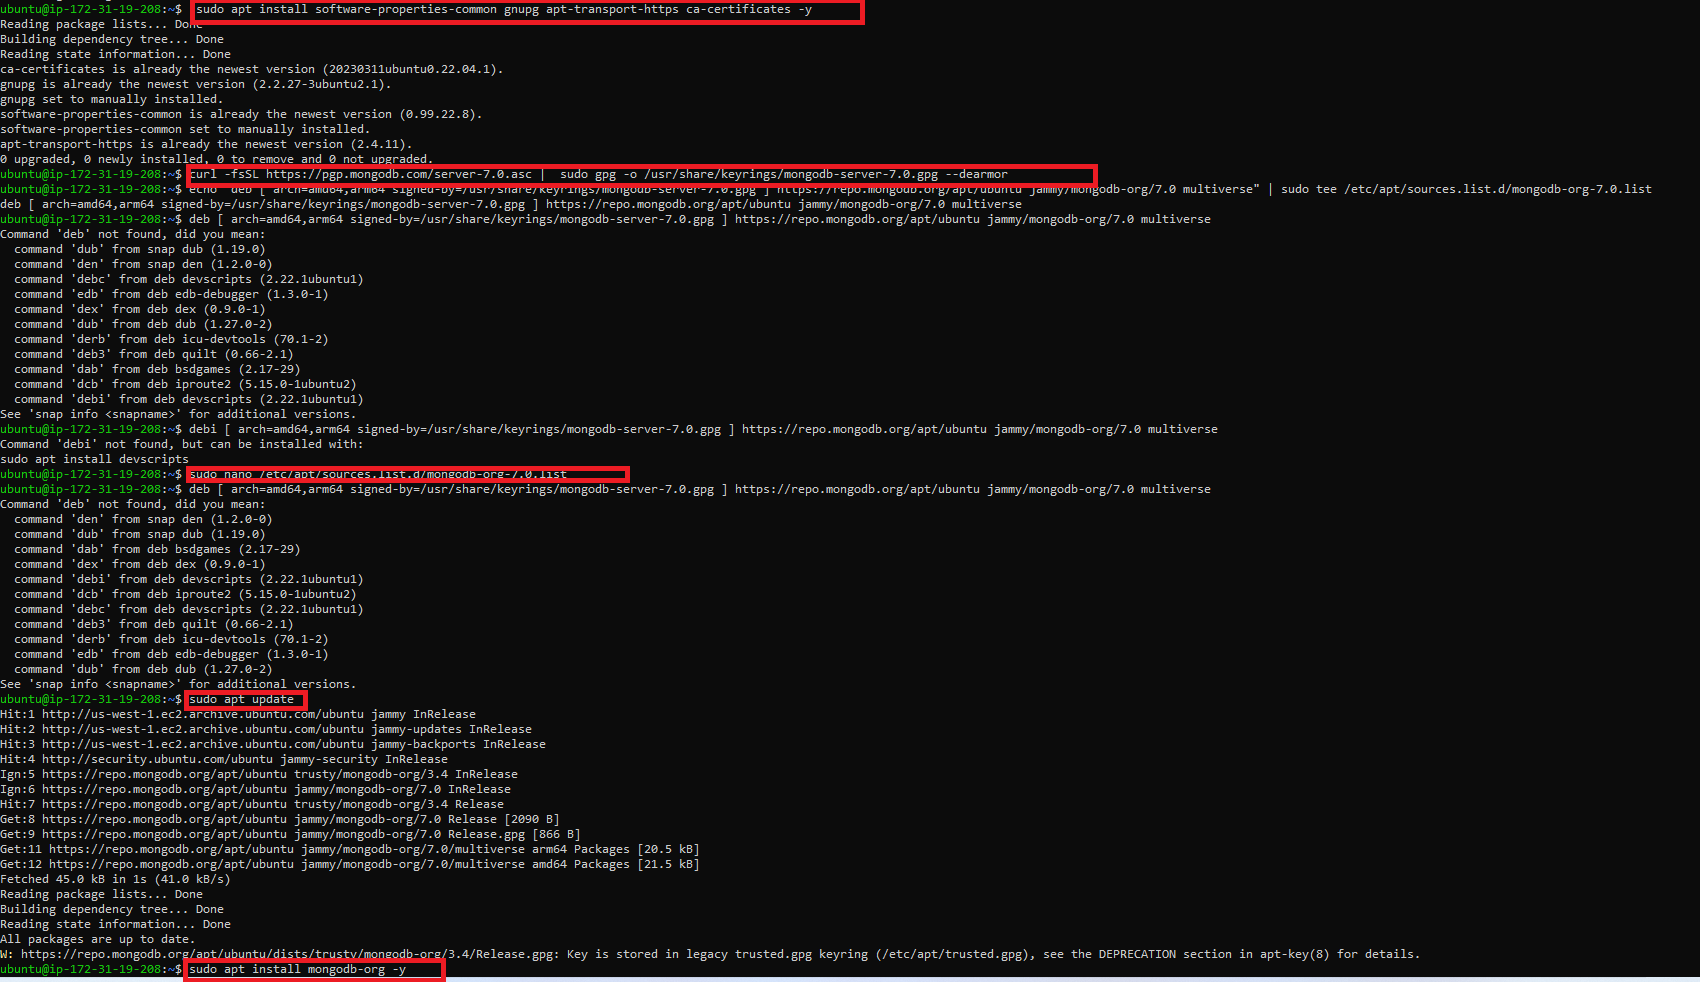 ubuntu@ip-172-31-19-208:~$ sudo apt install software-properties-common gnupg apt-transport-https ca-certificates -y
Reading package lists... Done
Building dependency tree... Done
Reading state information... Done
ca-certificates is already the newest version (20230311ubuntu0.22.04.1).
gnupg is already the newest version (2.2.27-3ubuntu2.1).
gnupg set to manually installed.
software-properties-common is already the newest version (0.99.22.8).
software-properties-common set to manually installed.
apt-transport-https is already the newest version (2.4.11).
0 upgraded, 0 newly installed, 0 to remove and 0 not upgraded.
ubuntu@ip-172-31-19-208:~$ curl -fsSL https://pgp.mongodb.com/server-7.0.asc |  sudo gpg -o /usr/share/keyrings/mongodb-server-7.0.gpg --dearmor
ubuntu@ip-172-31-19-208:~$ echo "deb [ arch=amd64,arm64 signed-by=/usr/share/keyrings/mongodb-server-7.0.gpg ] https://repo.mongodb.org/apt/ubuntu jammy/mongodb-org/7.0 multiverse" | sudo tee /etc/apt/sources.list.d/mongodb-org-7.0.list
deb [ arch=amd64,arm64 signed-by=/usr/share/keyrings/mongodb-server-7.0.gpg ] https://repo.mongodb.org/apt/ubuntu jammy/mongodb-org/7.0 multiverse
ubuntu@ip-172-31-19-208:~$ deb [ arch=amd64,arm64 signed-by=/usr/share/keyrings/mongodb-server-7.0.gpg ] https://repo.mongodb.org/apt/ubuntu jammy/mongodb-org/7.0 multiverse
Command 'deb' not found, did you mean:
  command 'dub' from snap dub (1.19.0)
  command 'den' from snap den (1.2.0-0)
  command 'debc' from deb devscripts (2.22.1ubuntu1)
  command 'edb' from deb edb-debugger (1.3.0-1)
  command 'dex' from deb dex (0.9.0-1)
  command 'dub' from deb dub (1.27.0-2)
  command 'derb' from deb icu-devtools (70.1-2)
  command 'deb3' from deb quilt (0.66-2.1)
  command 'dab' from deb bsdgames (2.17-29)
  command 'dcb' from deb iproute2 (5.15.0-1ubuntu2)
  command 'debi' from deb devscripts (2.22.1ubuntu1)
See 'snap info <snapname>' for additional versions.
ubuntu@ip-172-31-19-208:~$ debi [ arch=amd64,arm64 signed-by=/usr/share/keyrings/mongodb-server-7.0.gpg ] https://repo.mongodb.org/apt/ubuntu jammy/mongodb-org/7.0 multiverse
Command 'debi' not found, but can be installed with:
sudo apt install devscripts
ubuntu@ip-172-31-19-208:~$ sudo nano /etc/apt/sources.list.d/mongodb-org-7.0.list
ubuntu@ip-172-31-19-208:~$ deb [ arch=amd64,arm64 signed-by=/usr/share/keyrings/mongodb-server-7.0.gpg ] https://repo.mongodb.org/apt/ubuntu jammy/mongodb-org/7.0 multiverse
Command 'deb' not found, did you mean:
  command 'den' from snap den (1.2.0-0)
  command 'dub' from snap dub (1.19.0)
  command 'dab' from deb bsdgames (2.17-29)
  command 'dex' from deb dex (0.9.0-1)
  command 'debi' from deb devscripts (2.22.1ubuntu1)
  command 'dcb' from deb iproute2 (5.15.0-1ubuntu2)
  command 'debc' from deb devscripts (2.22.1ubuntu1)
  command 'deb3' from deb quilt (0.66-2.1)
  command 'derb' from deb icu-devtools (70.1-2)
  command 'edb' from deb edb-debugger (1.3.0-1)
  command 'dub' from deb dub (1.27.0-2)
See 'snap info <snapname>' for additional versions.
ubuntu@ip-172-31-19-208:~$ sudo apt update
Hit:1 http://us-west-1.ec2.archive.ubuntu.com/ubuntu jammy InRelease
Hit:2 http://us-west-1.ec2.archive.ubuntu.com/ubuntu jammy-updates InRelease
Hit:3 http://us-west-1.ec2.archive.ubuntu.com/ubuntu jammy-backports InRelease
Hit:4 http://security.ubuntu.com/ubuntu jammy-security InRelease
Ign:5 https://repo.mongodb.org/apt/ubuntu trusty/mongodb-org/3.4 InRelease
Ign:6 https://repo.mongodb.org/apt/ubuntu jammy/mongodb-org/7.0 InRelease
Hit:7 https://repo.mongodb.org/apt/ubuntu trusty/mongodb-org/3.4 Release
Get:8 https://repo.mongodb.org/apt/ubuntu jammy/mongodb-org/7.0 Release [2090 B]
Get:9 https://repo.mongodb.org/apt/ubuntu jammy/mongodb-org/7.0 Release.gpg [866 B]
Get:11 https://repo.mongodb.org/apt/ubuntu jammy/mongodb-org/7.0/multiverse arm64 Packages [20.5 kB]
Get:12 https://repo.mongodb.org/apt/ubuntu jammy/mongodb-org/7.0/multiverse amd64 Packages [21.5 kB]
Fetched 45.0 kB in 1s (41.0 kB/s)
Reading package lists... Done
Building dependency tree... Done
Reading state information... Done
All packages are up to date.
W: https://repo.mongodb.org/apt/ubuntu/dists/trusty/mongodb-org/3.4/Release.gpg: Key is stored in legacy trusted.gpg keyring (/etc/apt/trusted.gpg), see the DEPRECATION section in apt-key(8) for details.
ubuntu@ip-172-31-19-208:~$ sudo apt install mongodb-org -y